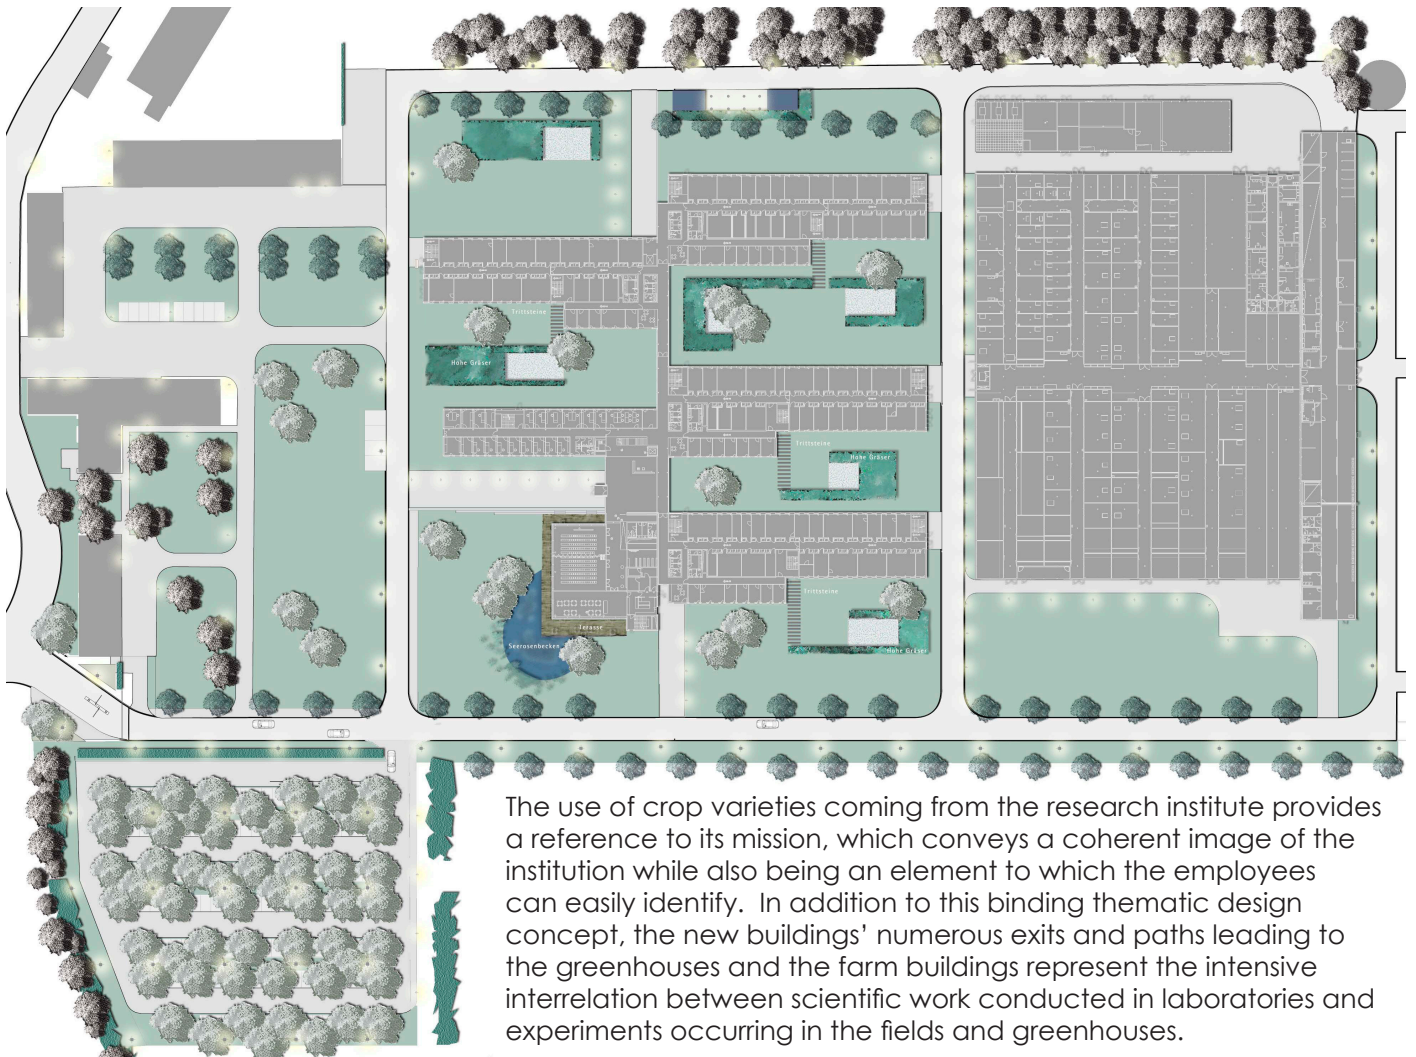 Trittsteine
Hohe Gräser
Trittsteine
Hohe Gräser
Trittsteine
Terasse
Seerosenbecken
Hohe Gräser
The use of crop varieties coming from the research institute provides
a reference to its mission, which conveys a coherent image of the
institution while also being an element to which the employees
can easily identify.  In addition to this binding thematic design
concept, the new buildings’ numerous exits and paths leading to
the greenhouses and the farm buildings represent the intensive
interrelation between scientific work conducted in laboratories and
experiments occurring in the fields and greenhouses.